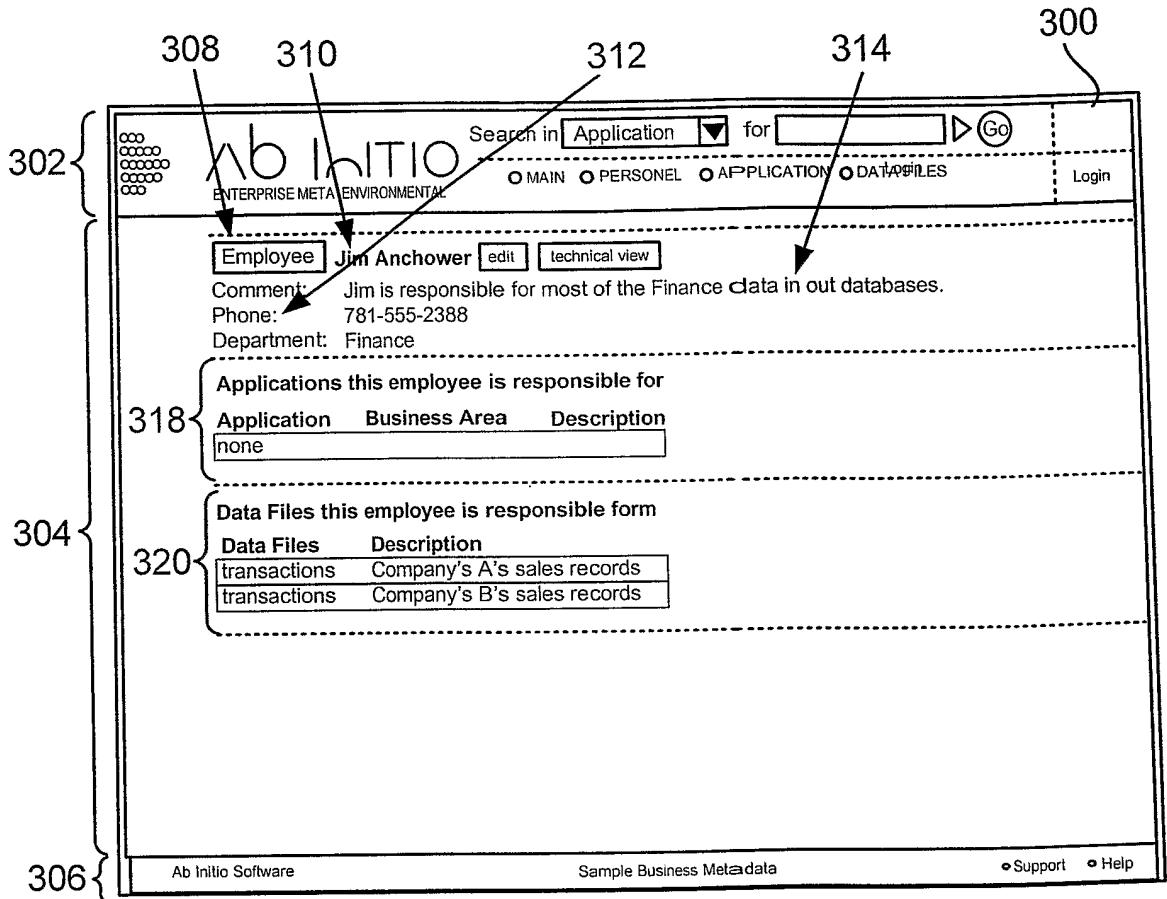 300
308 310 312 314
302
Ab Initio
ENTERPRISE META ENVIRONMENTAL
Search in Application for Go
MAIN PERSONEL APPLICATION DATA FILES
Login
Login
304
Employee Jim Anchower edit technical view
Comment: Jim is responsible for most of the Finance data in out databases.
Phone: 781-555-2388
Department: Finance
318
Applications this employee is responsible for
Application Business Area Description
none
320
Data Files this employee is responsible form
Data Files Description
transactions Company's A's sales records
transactions Company's B's sales records
306
Ab Initio Software Sample Business Metadata Support Help